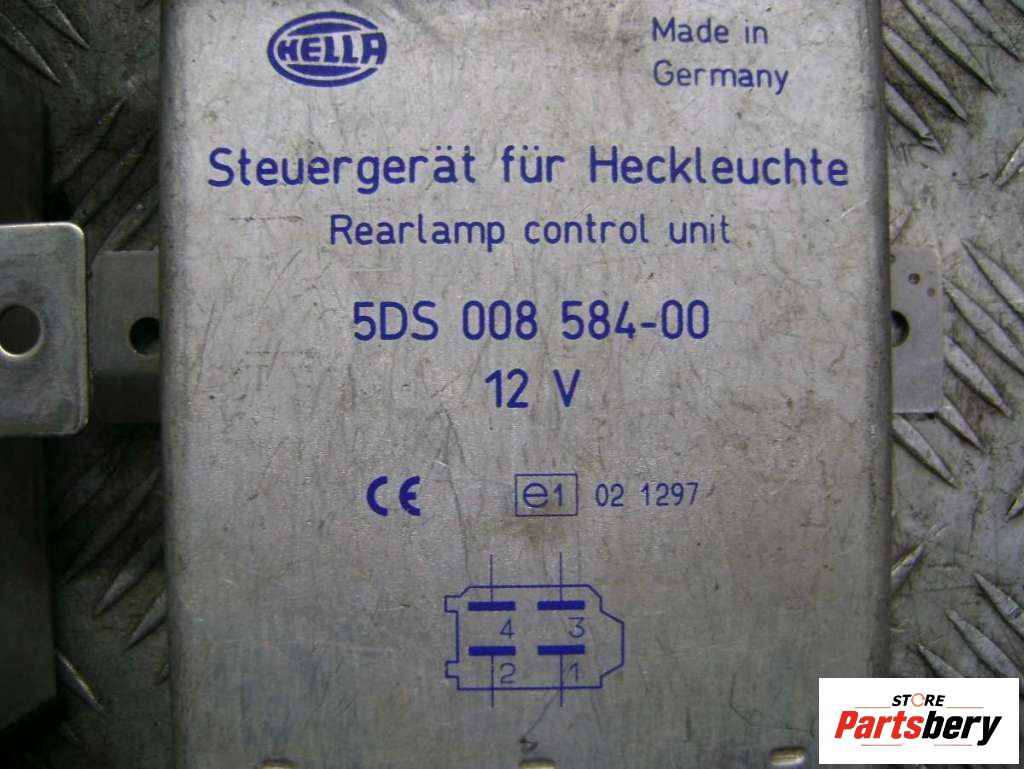 HELLA
Made in
Germany
Steuergerät für Heckleuchte
Rearlamp control unit
5DS 008 584-00
12 V
CE
e1 02 1297
4 3
2 1
STORE
Partsbery